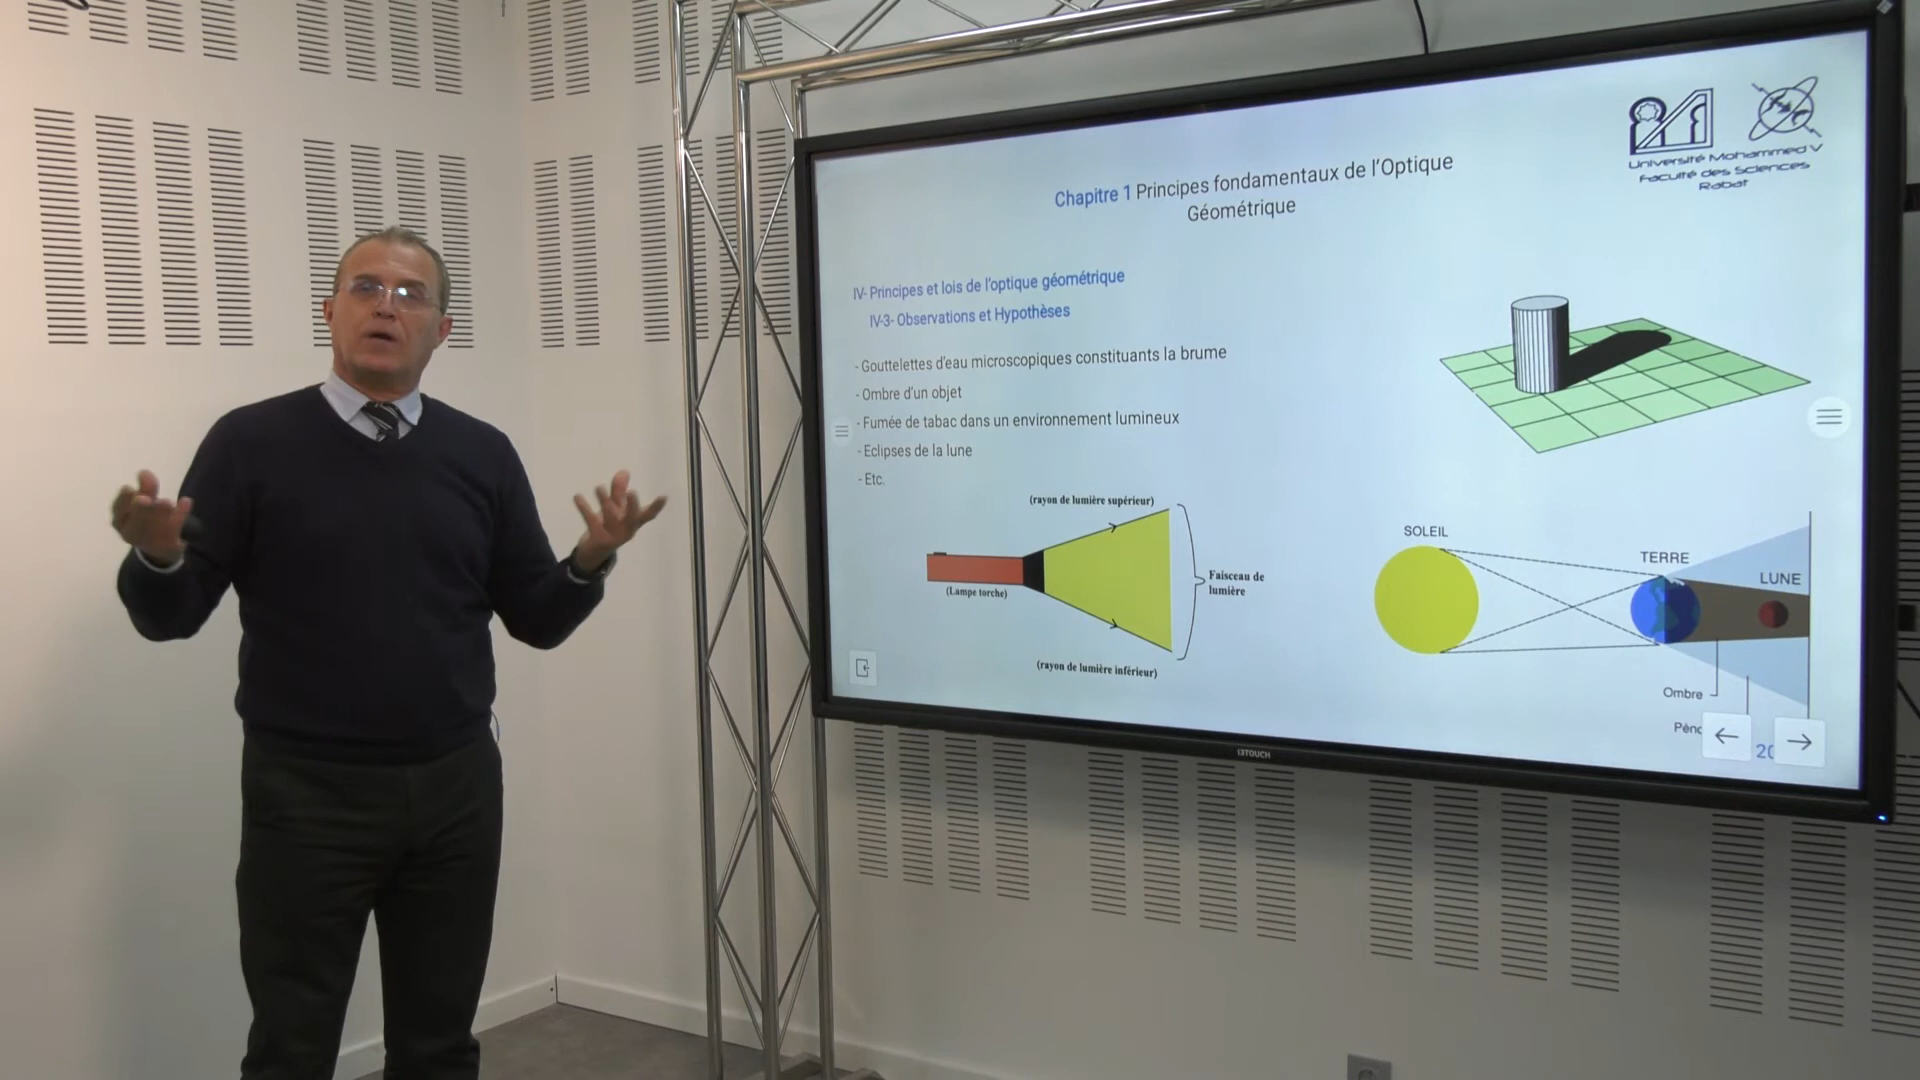 Université Mohammed V
Faculté des Sciences
Rabat
Chapitre 1 Principes fondamentaux de l'Optique
Géométrique
IV- Principes et lois de l'optique géométrique
IV-3- Observations et Hypothèses
- Gouttelettes d'eau microscopiques constituants la brume
- Ombre d'un objet
- Fumée de tabac dans un environnement lumineux
- Eclipses de la lune
- Etc.
(rayon de lumière supérieur)
(Lampe torche)
Faisceau de
lumière
(rayon de lumière inférieur)
SOLEIL
TERRE
LUNE
Ombre
i3TOUCH